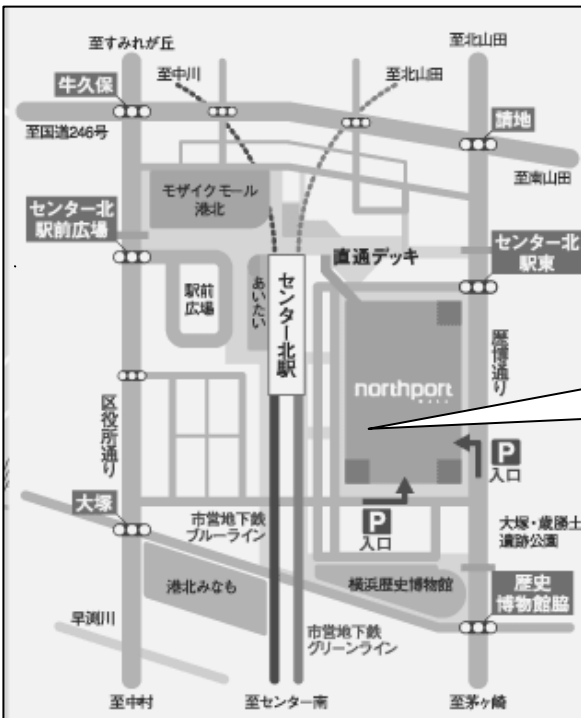 至すみれが丘
至北山田
至中川
至北山田
牛久保
請地
至国道246号
至南山田
モザイクモール
港北
センター北
駅前広場
直通デッキ
センター北
駅東
駅前
広場
あいたい
センター北駅
northport
歴博通り
区役所通り
P
入口
P
入口
大塚
市営地下鉄
ブルーライン
大塚・歳勝土
遺跡公園
港北みなも
横浜歴史博物館
歴史
博物館脇
早渕川
市営地下鉄
グリーンライン
至中村
至センター南
至茅ヶ崎